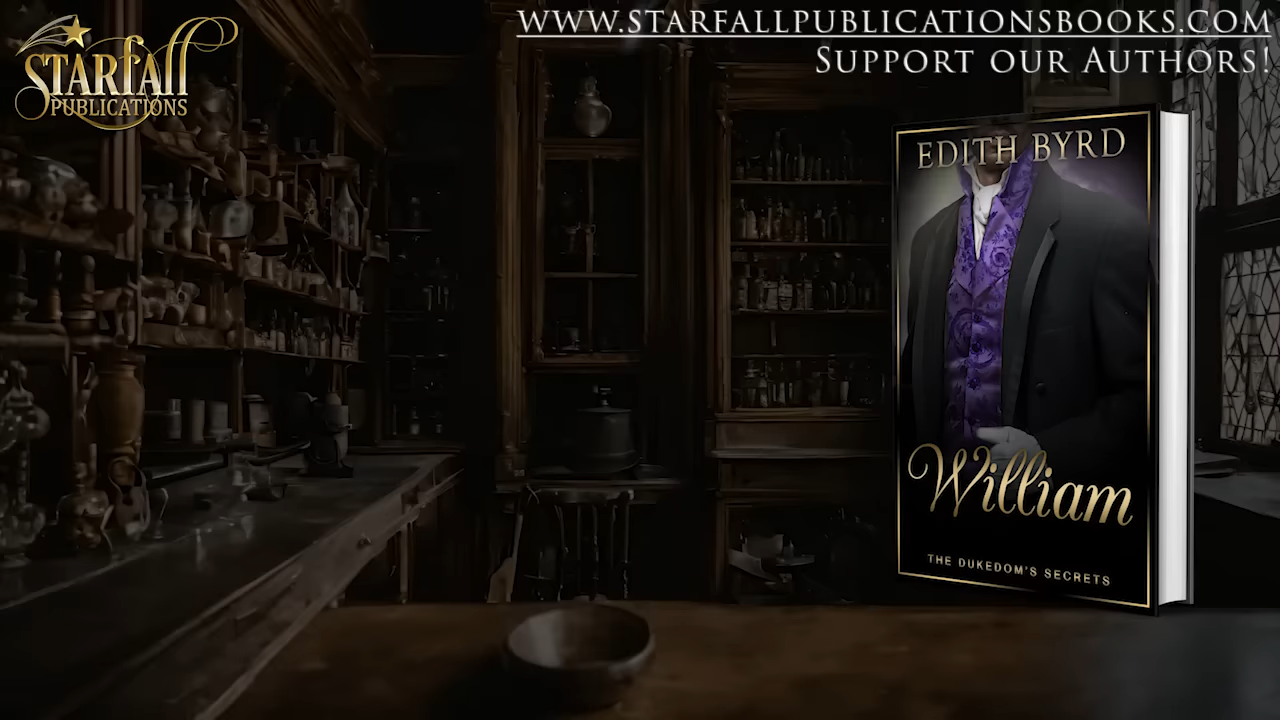 STARfall
PUBLICATIONS
WWW.STARFALLPUBLICATIONSBOOKS.COM
SUPPORT OUR AUTHORS!
EDITH BYRD
William
THE DUKEDOM'S SECRETS